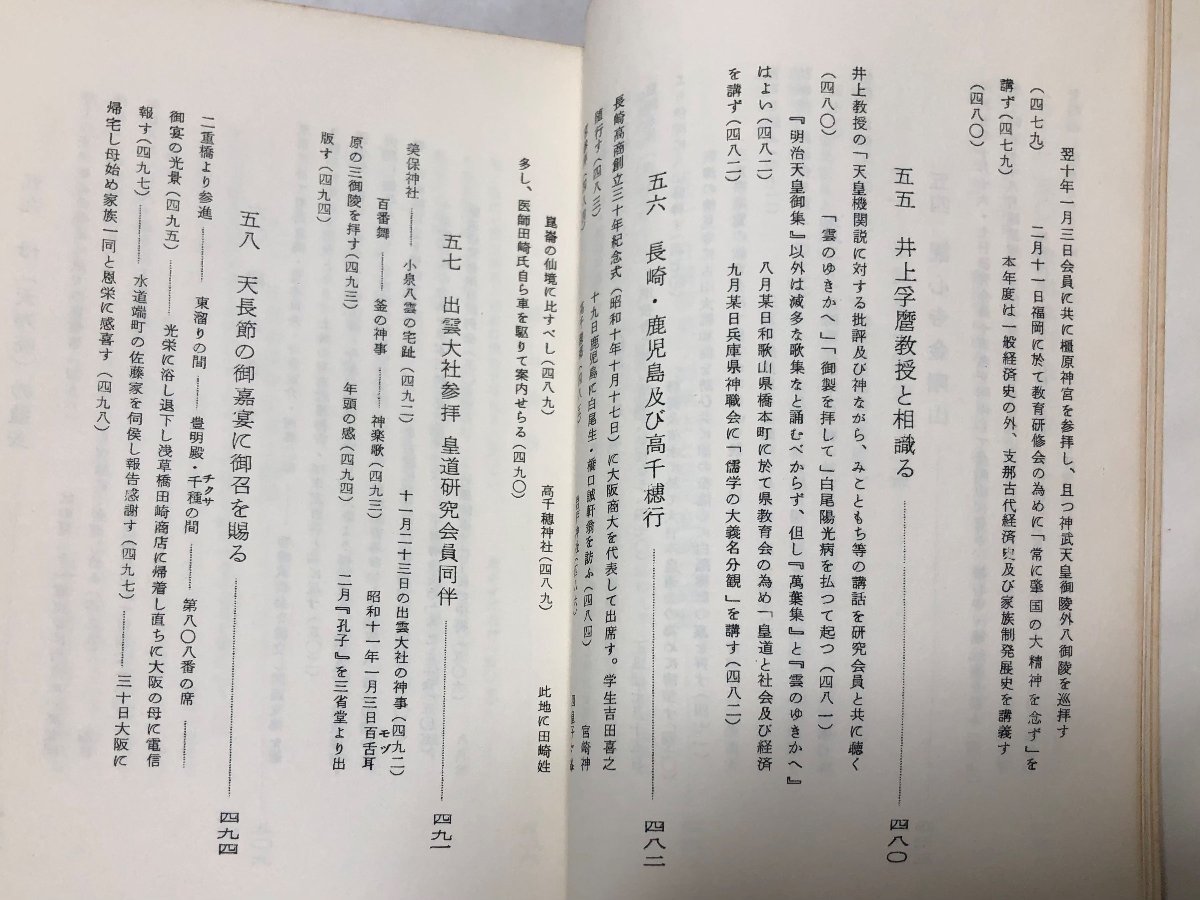 翌十年一月三日会員に共に橿原神宮を参拝し、且つ神武天皇御陵外八御陵を巡拝す
(四七九) 二月十一日福岡に於て教育研修会の為めに「常に肇国の大精神を念ず」を
講ず(四七九) 本年度は一般経済史の外、支那古代経済史及び家族制発展史を講義す
(四八〇)
五五 井上孚麿教授と相識る……四八〇
井上教授の「天皇機関説に対する批評及び神ながら、みこともち等の講話を研究会員と共に聴く
(四八〇) 「雲のゆきかへ」「御製を拝して」白尾陽光病を払つて起つ(四八一)
『明治天皇御集』以外は滅多な歌集なと誦むべからず、但し『萬葉集』と『雲のゆきかへ』
はよい(四八二) 八月某日和歌山県橋本町に於て県教育会の為め「皇道と社会及び経済
を講ず(四八二) 九月某日兵庫県神職会に「儒学の大義名分観」を講す(四八二)
五六 長崎・鹿児島及び高千穂行……四八二
長崎高商創立三十年紀念式(昭和十年十月十七日)に大阪商大を代表して出席す。学生吉田喜之
随行す(四八三) 十九日鹿児島に白尾生・樋口誠軒翁を訪ふ(四八四) 宮崎神
崑崙の仙境に比すべし(四八九) 高千穂神社(四八九) 此地に田崎姓
多し、医師田崎氏自ら車を駆りて案内せらる(四九〇)
五七 出雲大社参拝 皇道研究会員同伴……四九一
美保神社……小泉八雲の宅趾(四九二) 十一月二十三日の出雲大社の神事(四九二)
百番舞……釜の神事……神楽歌(四九三) 昭和十一年一月三日百舌耳モヅ
原の三御陵を拝す(四九三) 年頭の感(四九四) 二月『孔子』を三省堂より出
版す(四九四)
五八 天長節の御嘉宴に御召を賜る……四九四
二重橋より参進……東溜りの間……豊明殿・千種チクサの間……第八〇八番の席……
御宴の光景(四九五)……光栄に浴し退下し浅草橋田崎商店に帰着し直ちに大阪の母に電信
報す(四九七)……水道端町の佐藤家を伺侯し報告感謝す(四九七)……三十日大阪に
帰宅し母始め家族一同と恩栄に感喜す(四九八)